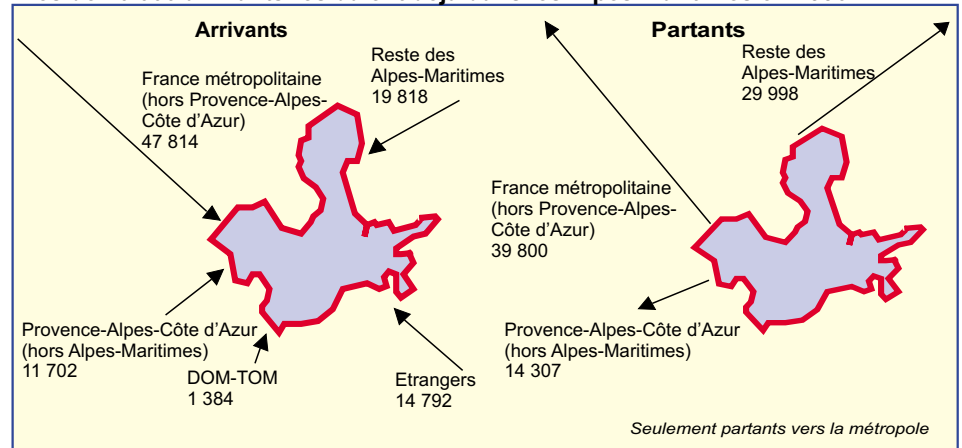 Arrivants
France métropolitaine
(hors Provence-Alpes-
Côte d'Azur)
47 814
Reste des
Alpes-Maritimes
19 818
Provence-Alpes-Côte d'Azur
(hors Alpes-Maritimes)
11 702
DOM-TOM
1 384
Etrangers
14 792
Partants
Reste des
Alpes-Maritimes
29 998
France métropolitaine
(hors Provence-Alpes-
Côte d'Azur)
39 800
Provence-Alpes-Côte d'Azur
(hors Alpes-Maritimes)
14 307
Seulement partants vers la métropole